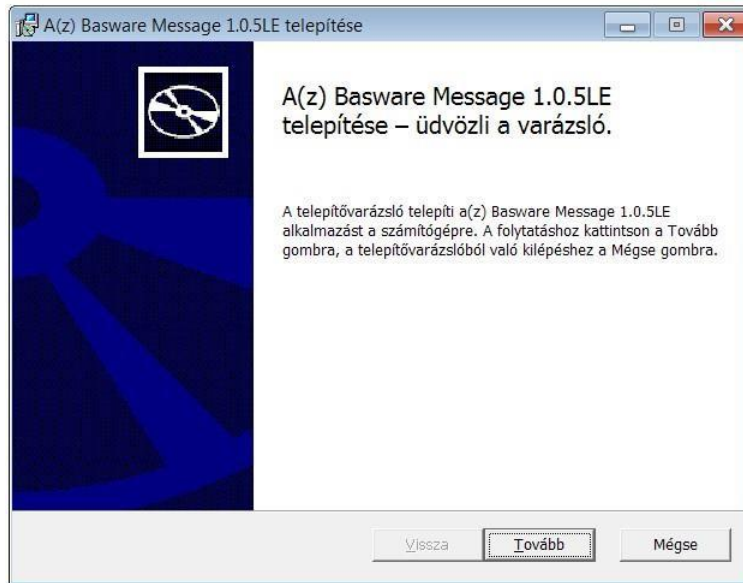 A(z) Basware Message 1.0.5LE telepítése
A(z) Basware Message 1.0.5LE
telepítése – üdvözli a varázsló.
A telepítővarázsló telepíti a(z) Basware Message 1.0.5LE
alkalmazást a számítógépre. A folytatáshoz kattintson a Tovább
gombra, a telepítővarázslóból való kilépéshez a Mégse gombra.
Vissza
Tovább
Mégse